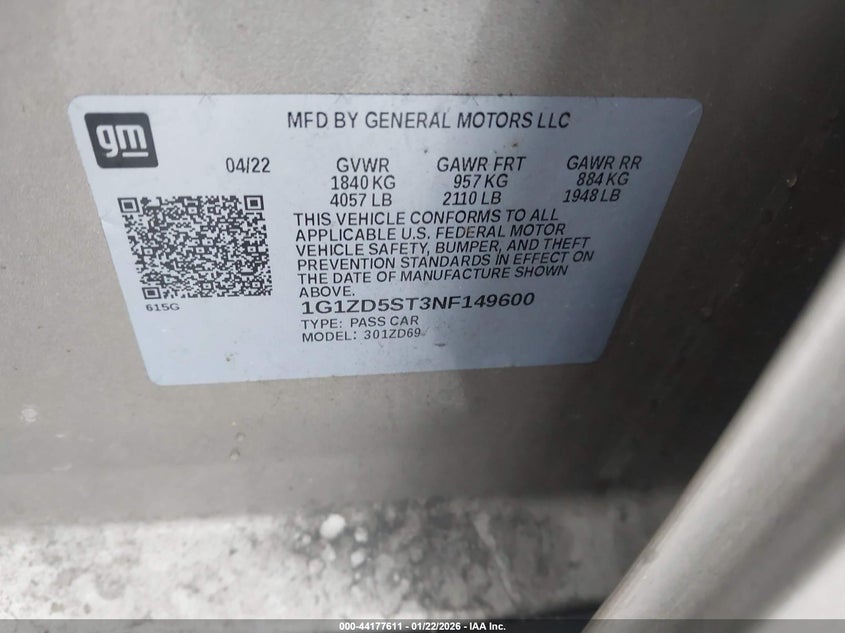 gm
MFD BY GENERAL MOTORS LLC
04/22 GVWR GAWR FRT GAWR RR
1840 KG 957 KG 884 KG
4057 LB 2110 LB 1948 LB
THIS VEHICLE CONFORMS TO ALL
APPLICABLE U.S. FEDERAL MOTOR
VEHICLE SAFETY, BUMPER, AND THEFT
PREVENTION STANDARDS IN EFFECT ON
THE DATE OF MANUFACTURE SHOWN
ABOVE.
615G
1G1ZD5ST3NF149600
TYPE: PASS CAR
MODEL: 301ZD69
000-44177611 - 01/22/2026 - IAA Inc.